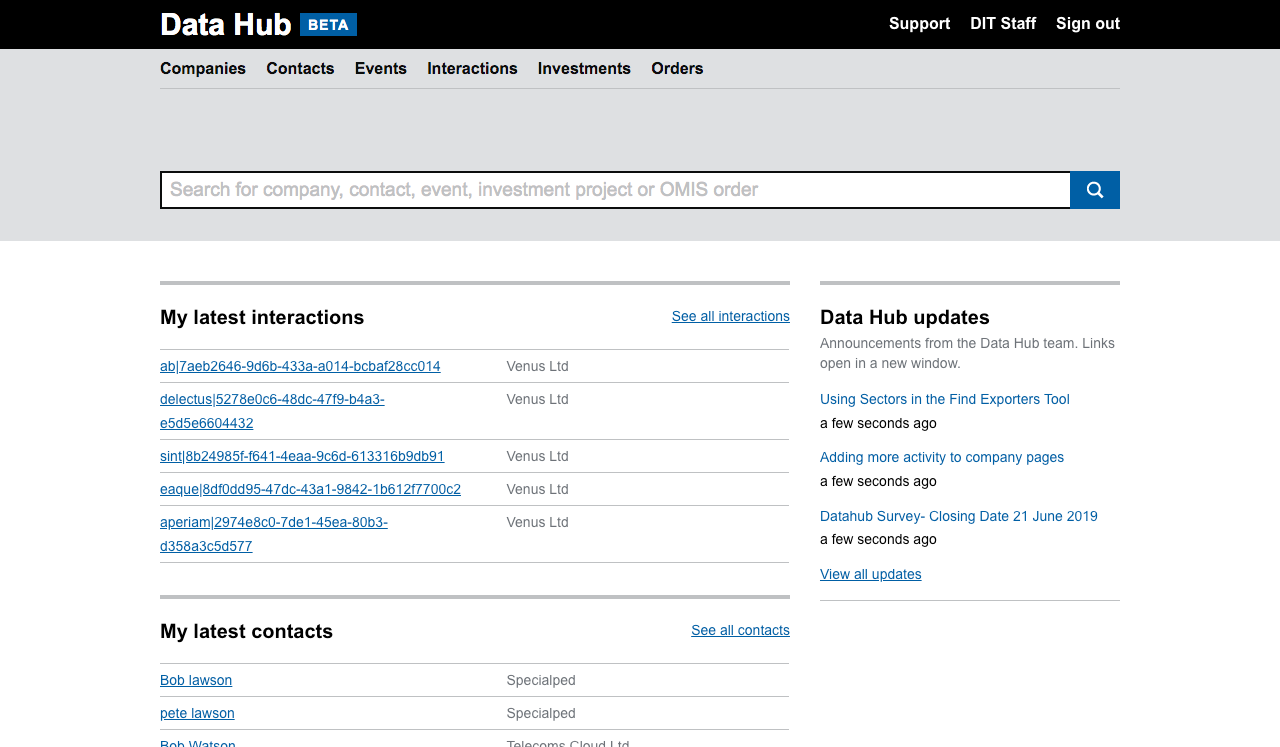 Data Hub BETA
Support DIT Staff Sign out
Companies Contacts Events Interactions Investments Orders
Search for company, contact, event, investment project or OMIS order
My latest interactions See all interactions
ab|7aeb2646-9d6b-433a-a014-bcbaf28cc014 Venus Ltd
delectus|5278e0c6-48dc-47f9-b4a3- Venus Ltd
e5d5e6604432
sint|8b24985f-f641-4eaa-9c6d-613316b9db91 Venus Ltd
eaque|8df0dd95-47dc-43a1-9842-1b612f7700c2 Venus Ltd
aperiam|2974e8c0-7de1-45ea-80b3- Venus Ltd
d358a3c5d577
My latest contacts See all contacts
Bob lawson Specialped
pete lawson Specialped
Bob Watson Telecoms Cloud Ltd
Data Hub updates
Announcements from the Data Hub team. Links
open in a new window.
Using Sectors in the Find Exporters Tool
a few seconds ago
Adding more activity to company pages
a few seconds ago
Datahub Survey- Closing Date 21 June 2019
a few seconds ago
View all updates